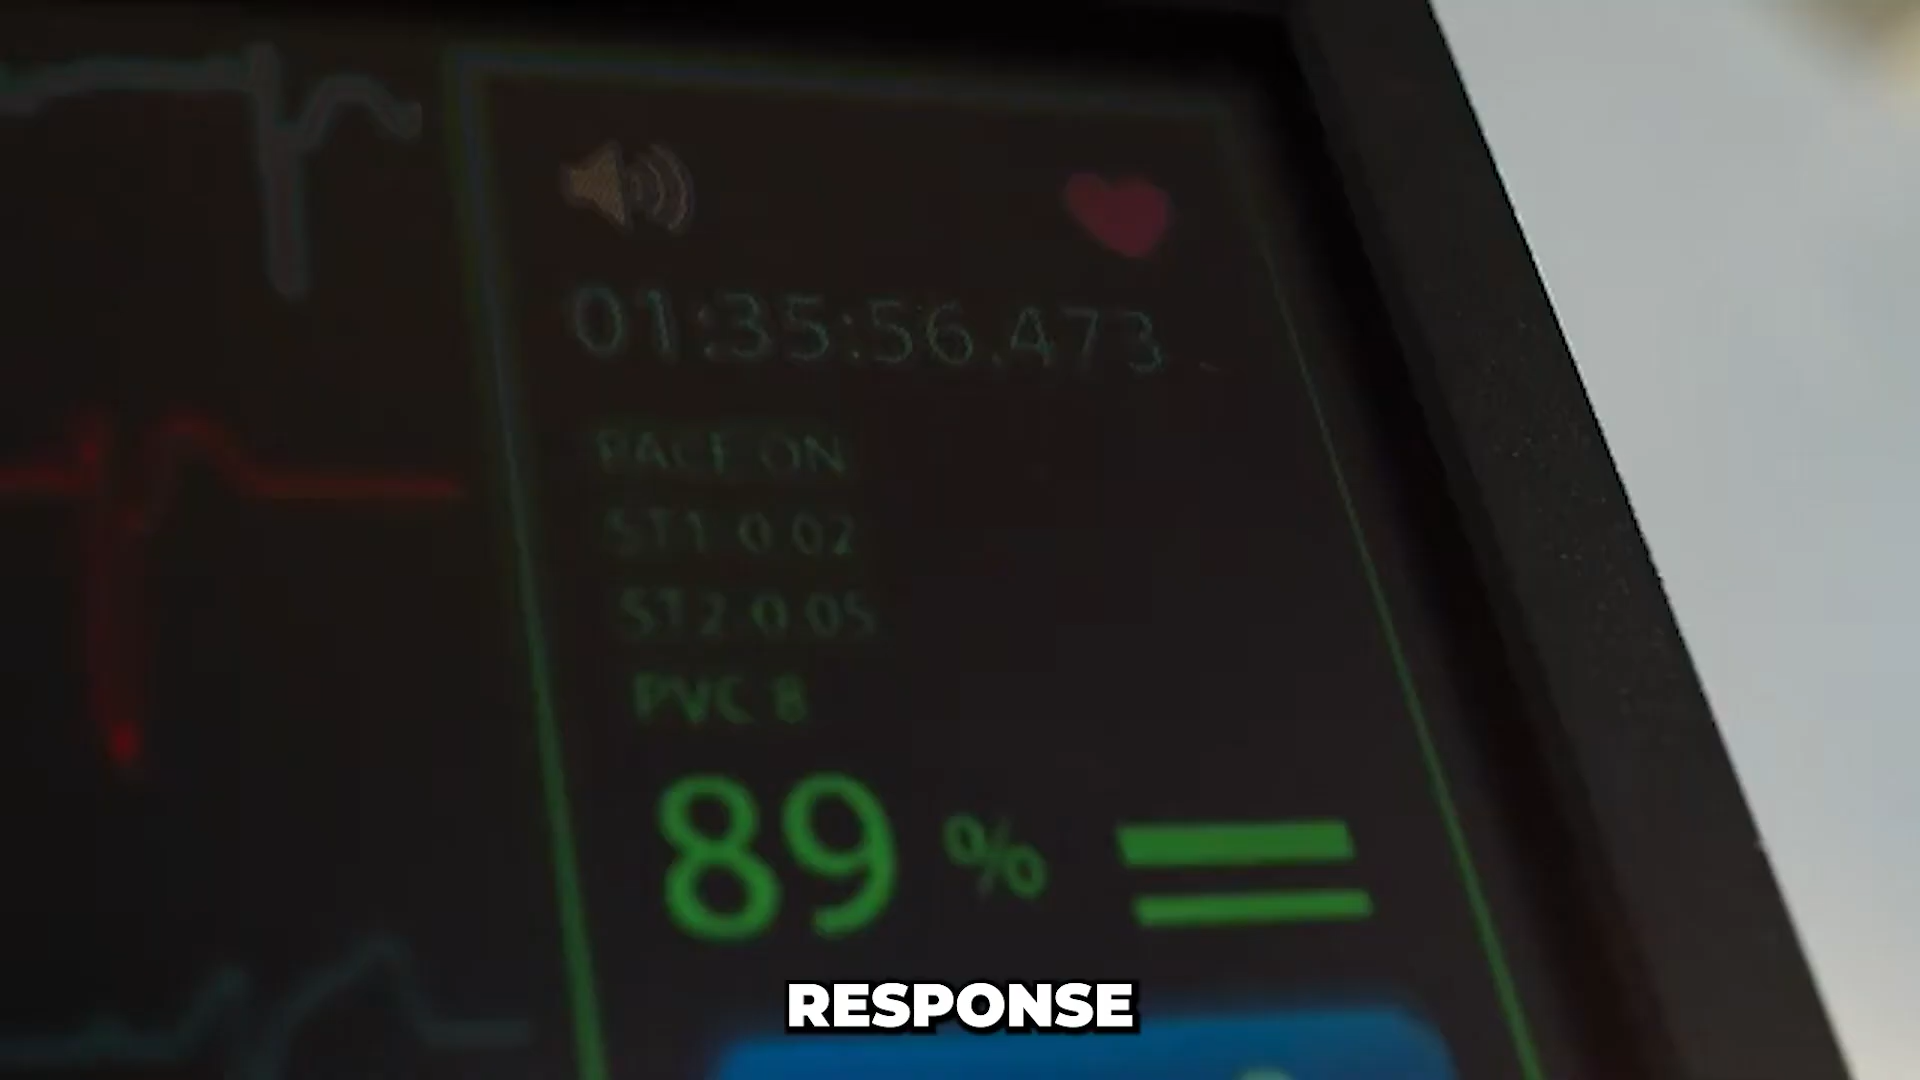 01:35:56.473
PACE ON
ST1 0.02
ST2 0.05
PVC 8
89 %
RESPONSE